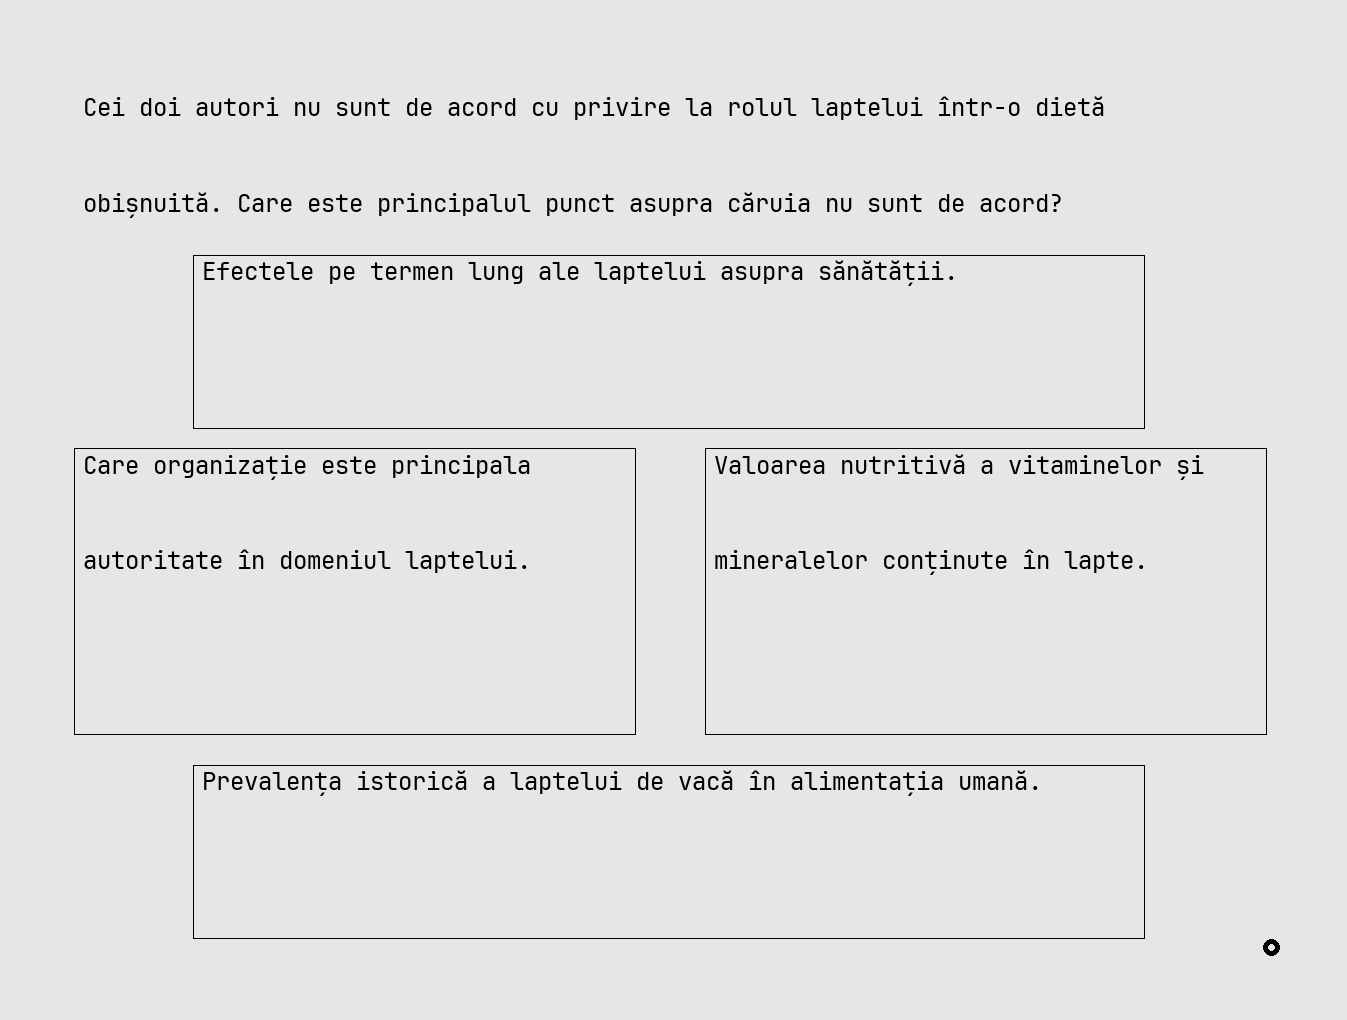 Cei doi autori nu sunt de acord cu privire la rolul laptelui într-o dietă
obișnuită. Care este principalul punct asupra căruia nu sunt de acord?
Efectele pe termen lung ale laptelui asupra sănătății.
Care organizație este principala
autoritate în domeniul laptelui.
Valoarea nutritivă a vitaminelor și
mineralelor conținute în lapte.
Prevalența istorică a laptelui de vacă în alimentația umană.